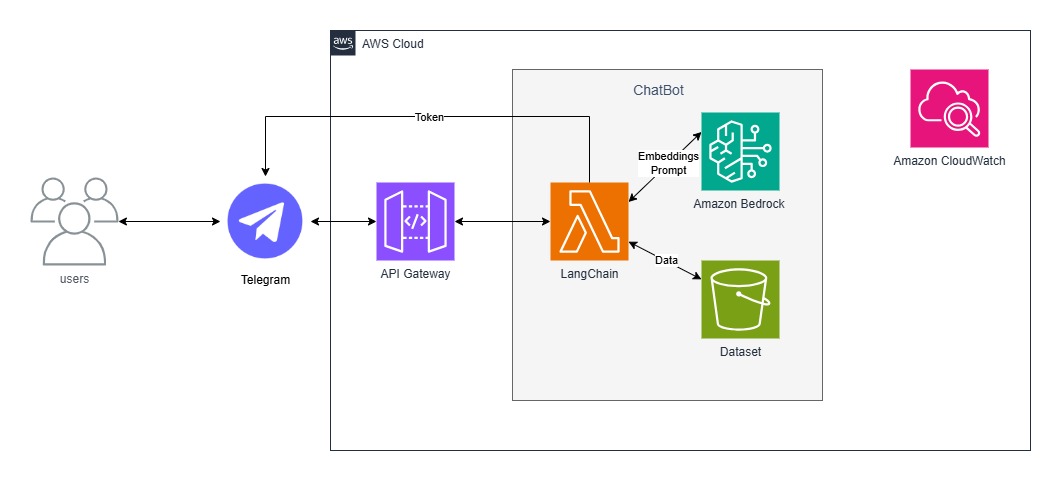 aws
AWS Cloud
ChatBot
Token
Embeddings
Prompt
Amazon Bedrock
Amazon CloudWatch
users
Telegram
</>
API Gateway
LangChain
Data
Dataset